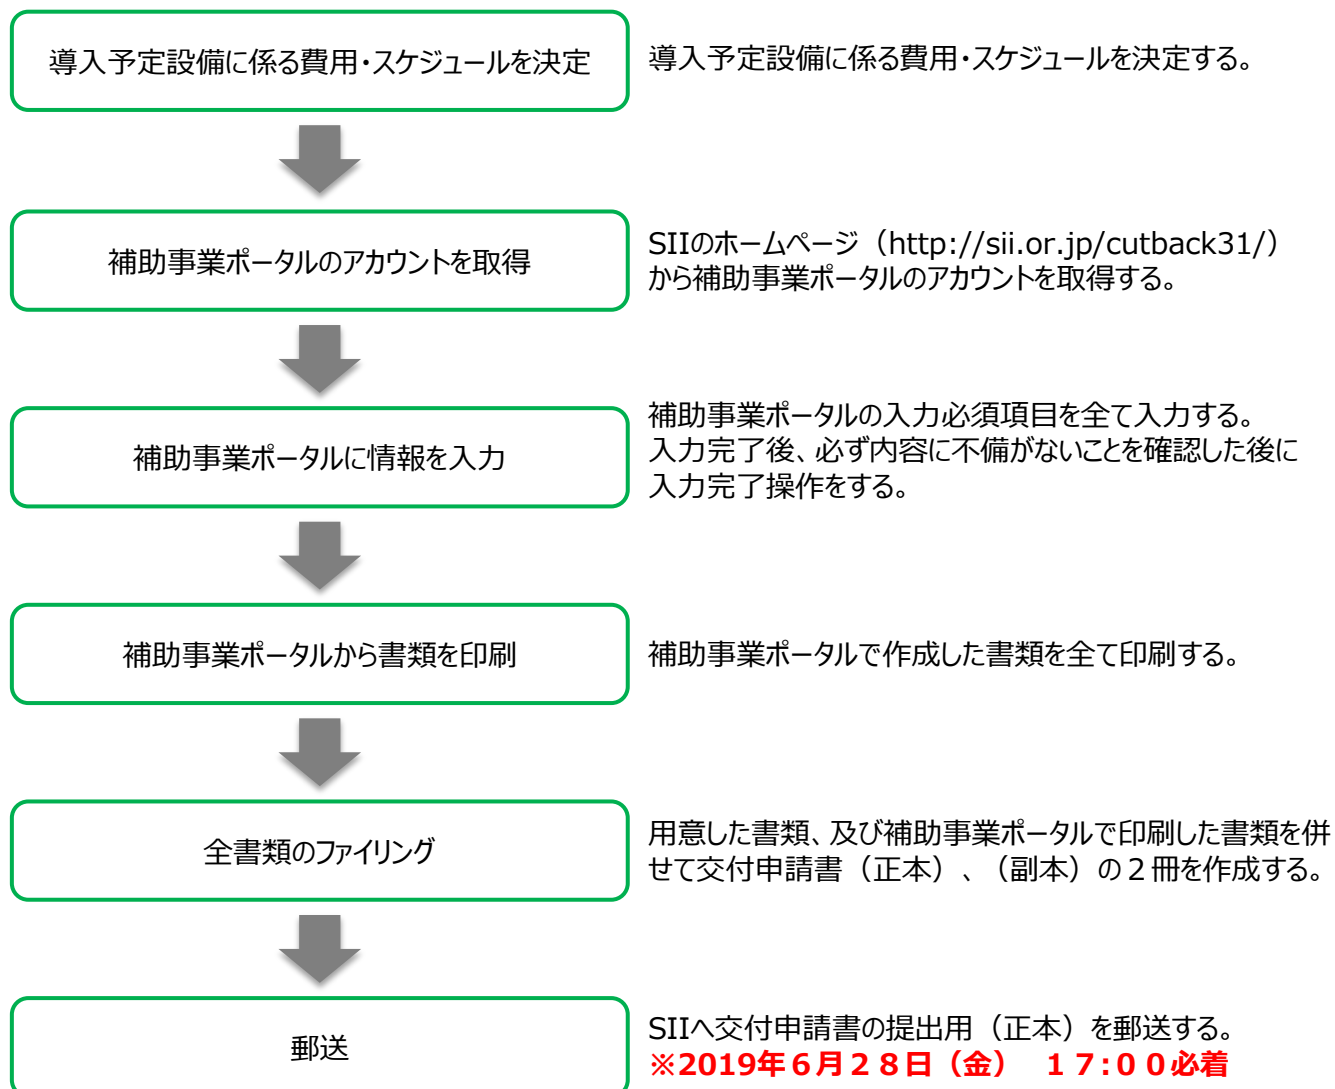 導入予定設備に係る費用・スケジュールを決定
導入予定設備に係る費用・スケジュールを決定する。
補助事業ポータルのアカウントを取得
SIIのホームページ（http://sii.or.jp/cutback31/）
から補助事業ポータルのアカウントを取得する。
補助事業ポータルに情報を入力
補助事業ポータルの入力必須項目を全て入力する。
入力完了後、必ず内容に不備がないことを確認した後に
入力完了操作をする。
補助事業ポータルから書類を印刷
補助事業ポータルで作成した書類を全て印刷する。
全書類のファイリング
用意した書類、及び補助事業ポータルで印刷した書類を併
せて交付申請書（正本）、（副本）の２冊を作成する。
郵送
SIIへ交付申請書の提出用（正本）を郵送する。
※2019年６月２８日（金）　１７：００必着